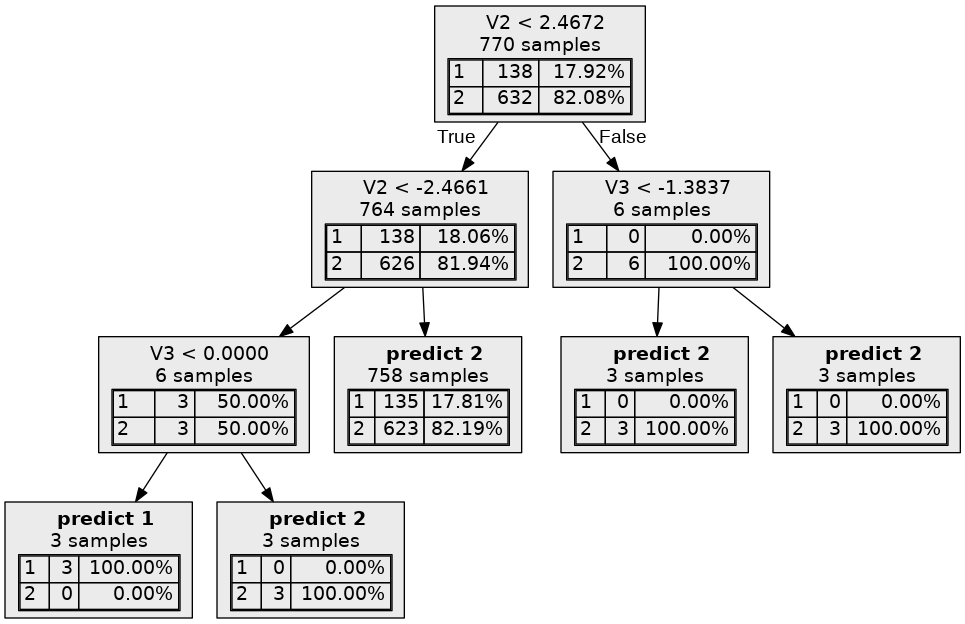 V2 < 2.4672
770 samples
1 138 17.92%
2 632 82.08%
True False
V2 < -2.4661
764 samples
1 138 18.06%
2 626 81.94%
V3 < -1.3837
6 samples
1 0 0.00%
2 6 100.00%
V3 < 0.0000
6 samples
1 3 50.00%
2 3 50.00%
predict 2
758 samples
1 135 17.81%
2 623 82.19%
predict 2
3 samples
1 0 0.00%
2 3 100.00%
predict 2
3 samples
1 0 0.00%
2 3 100.00%
predict 1
3 samples
1 3 100.00%
2 0 0.00%
predict 2
3 samples
1 0 0.00%
2 3 100.00%